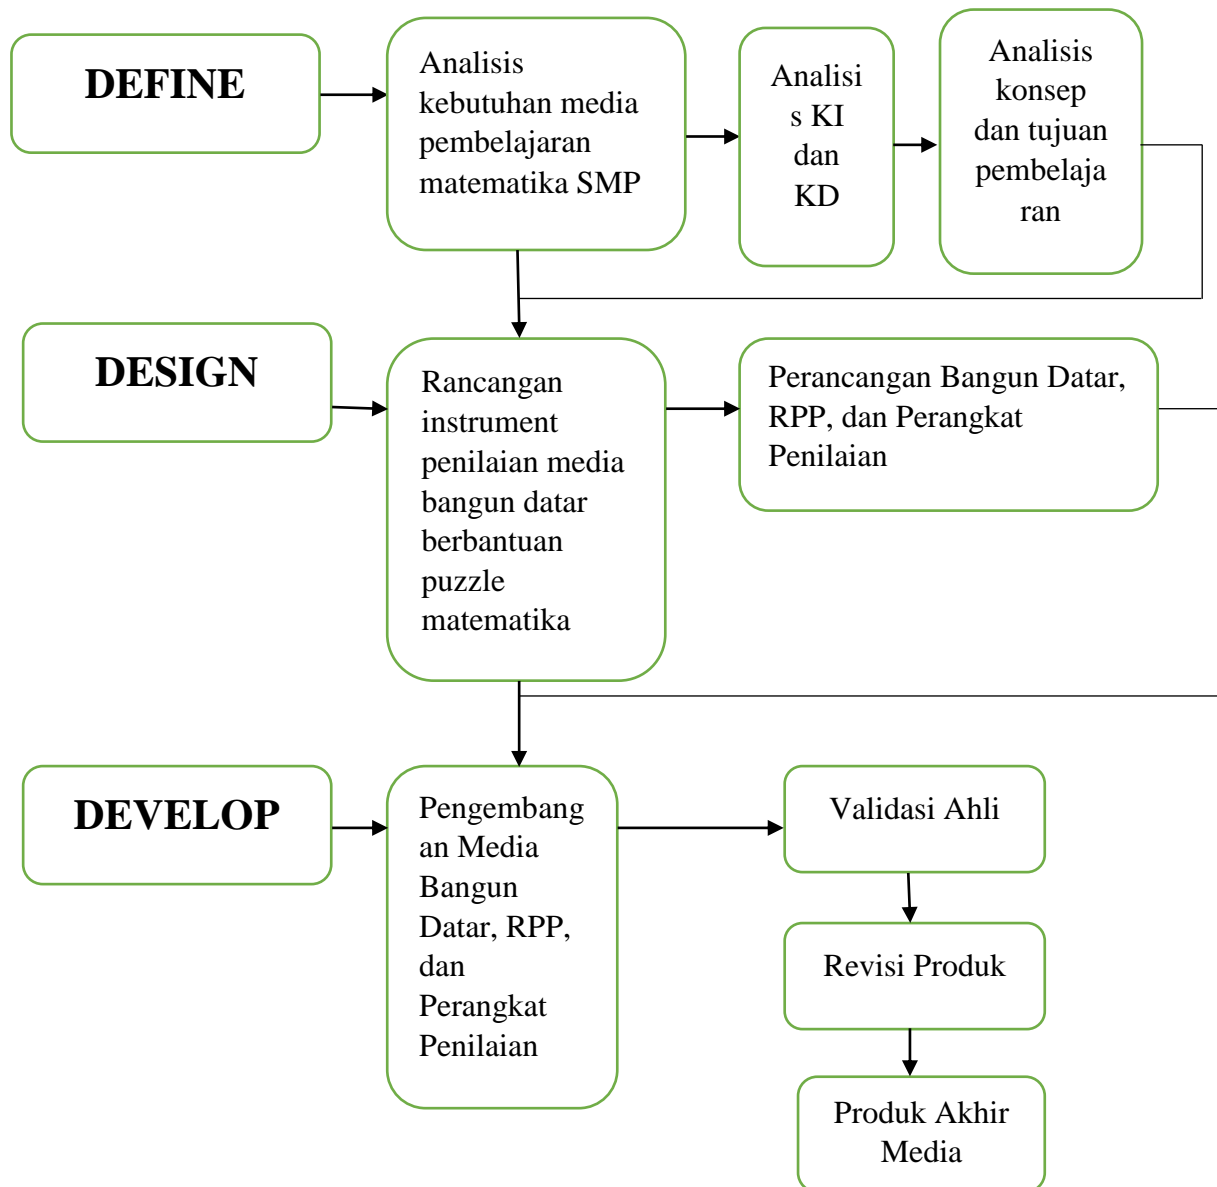 DEFINE
Analisis
kebutuhan media
pembelajaran
matematika SMP
Analisi
s KI
dan
KD
Analisis
konsep
dan tujuan
pembelaja
ran
DESIGN
Rancangan
instrument
penilaian media
bangun datar
berbantuan
puzzle
matematika
Perancangan Bangun Datar,
RPP, dan Perangkat
Penilaian
DEVELOP
Pengembang
an Media
Bangun
Datar, RPP,
dan
Perangkat
Penilaian
Validasi Ahli
Revisi Produk
Produk Akhir
Media